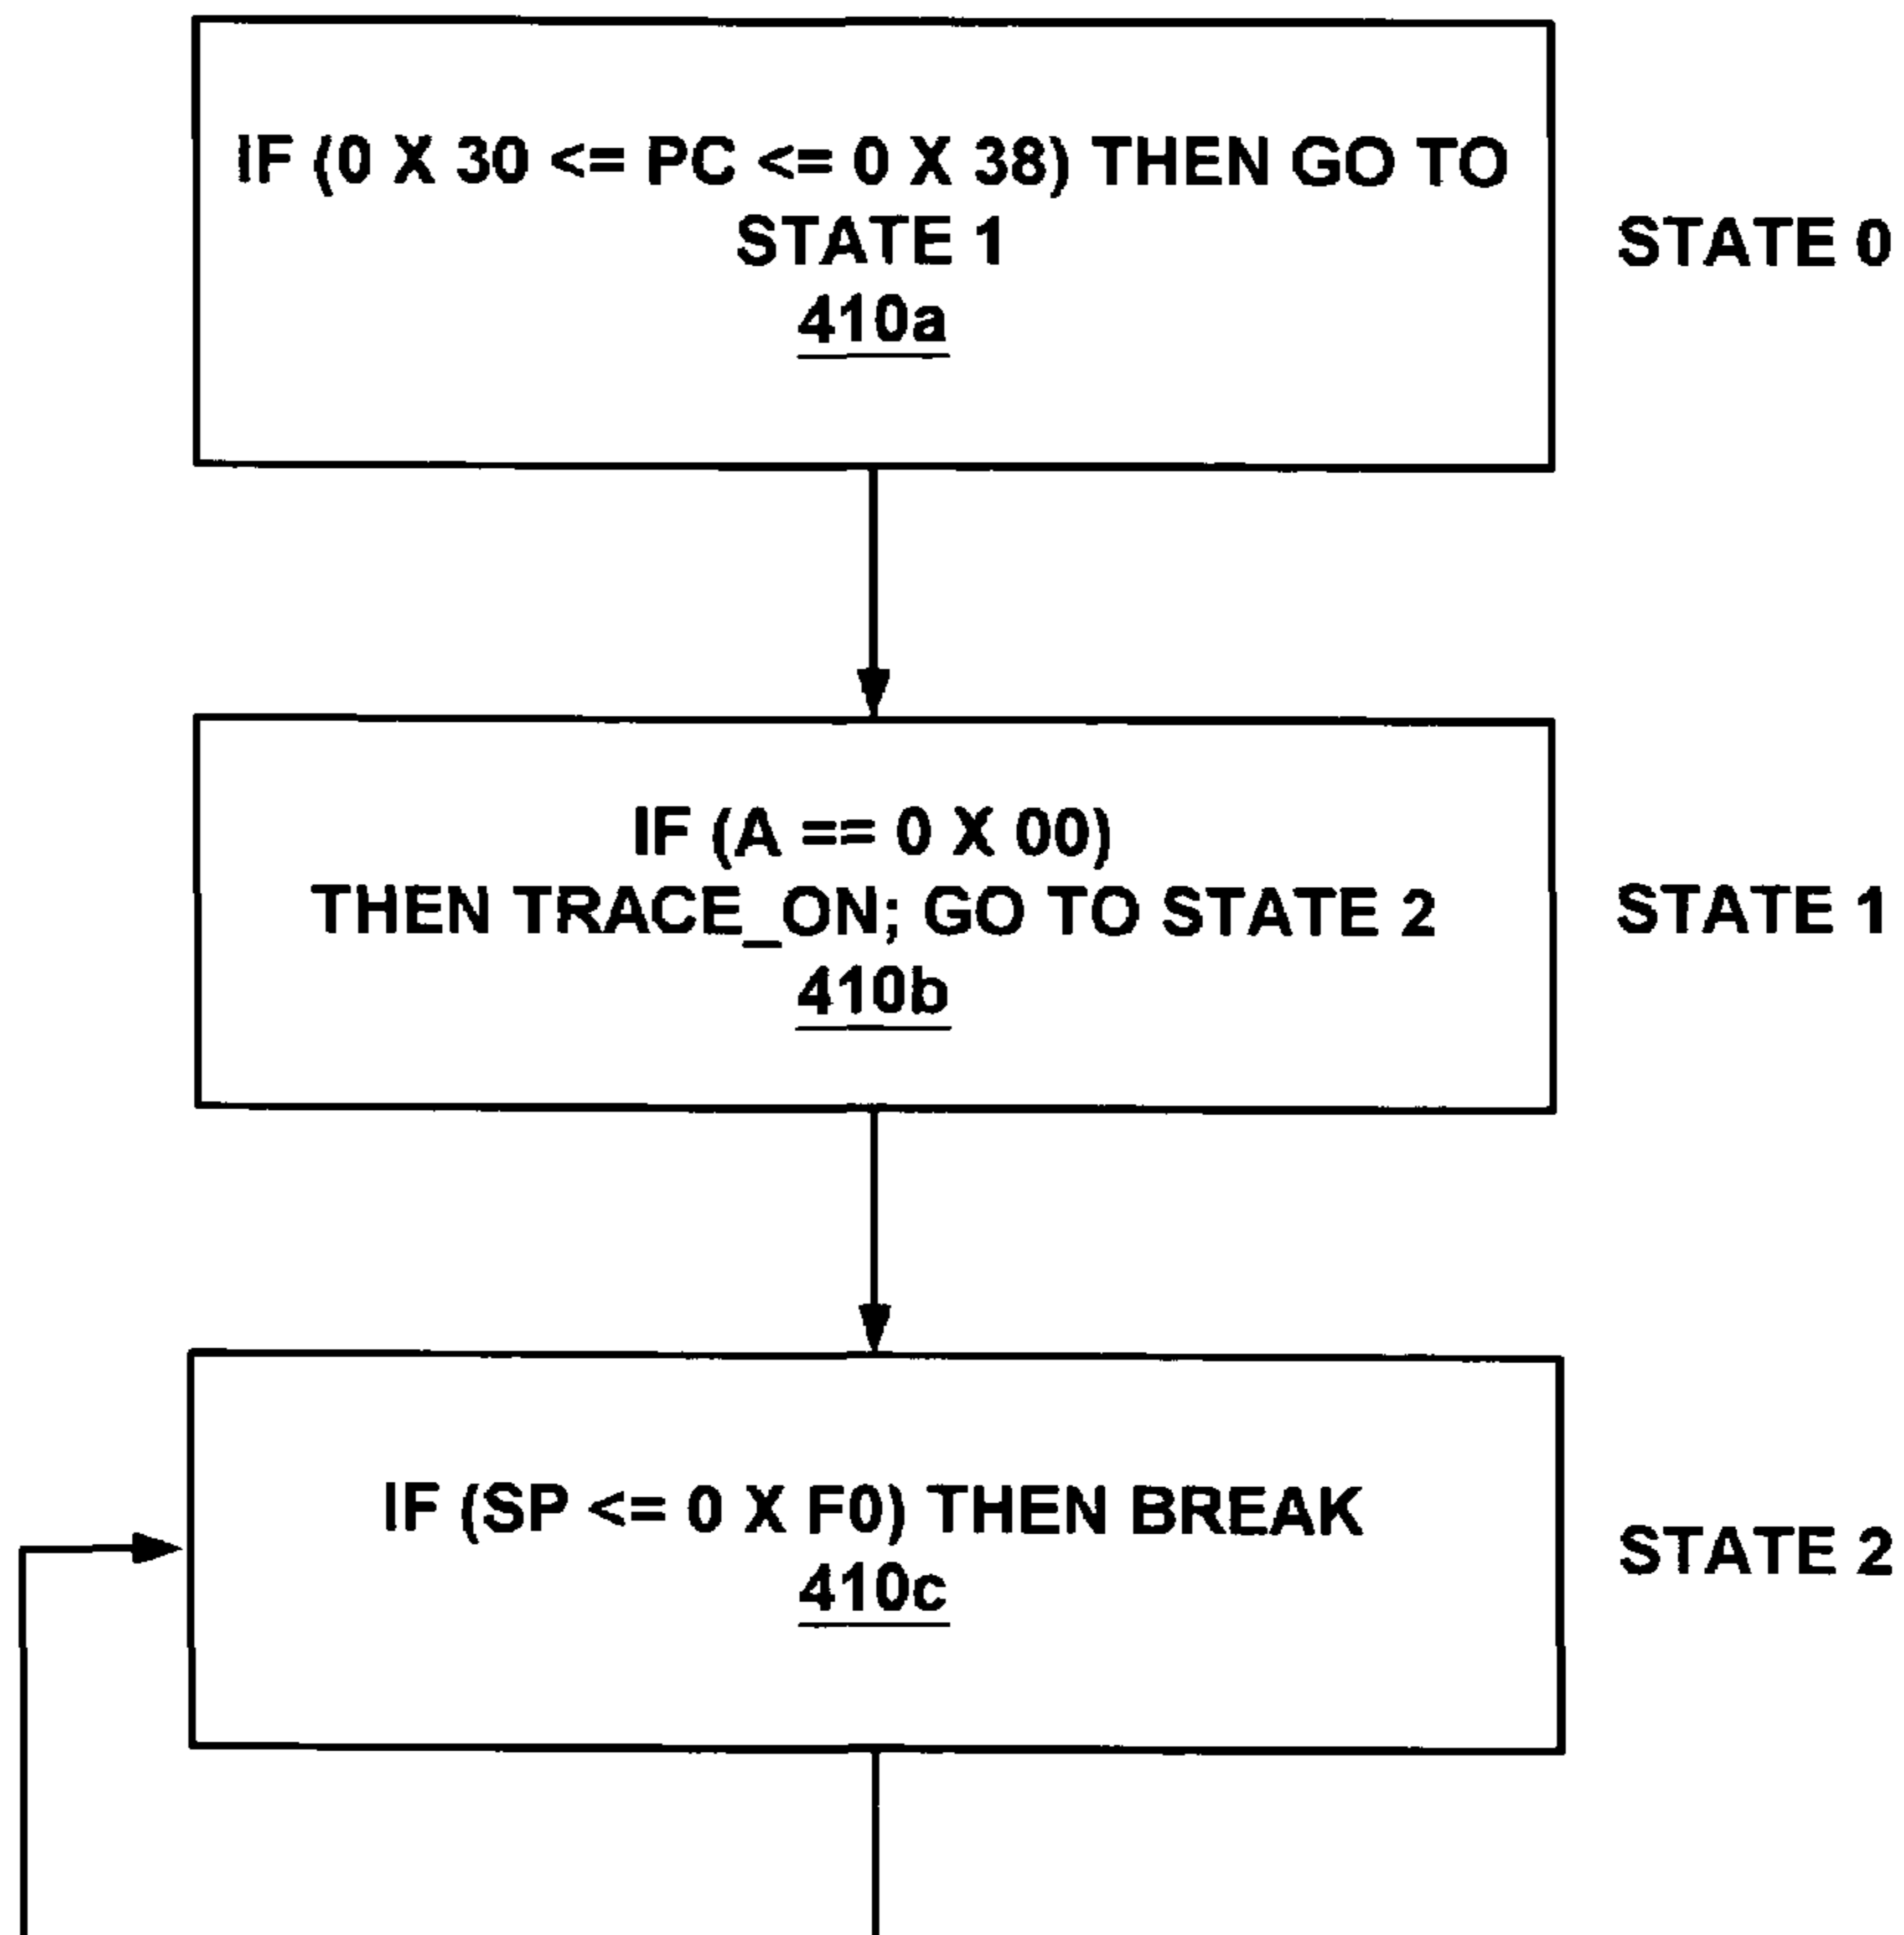 IF (0 X 30 <= PC <= 0 X 38) THEN GO TO
STATE 1
410a
STATE 0
IF (A == 0 X 00)
THEN TRACE_ON; GO TO STATE 2
410b
STATE 1
IF (SP <= 0 X F0) THEN BREAK
410c
STATE 2